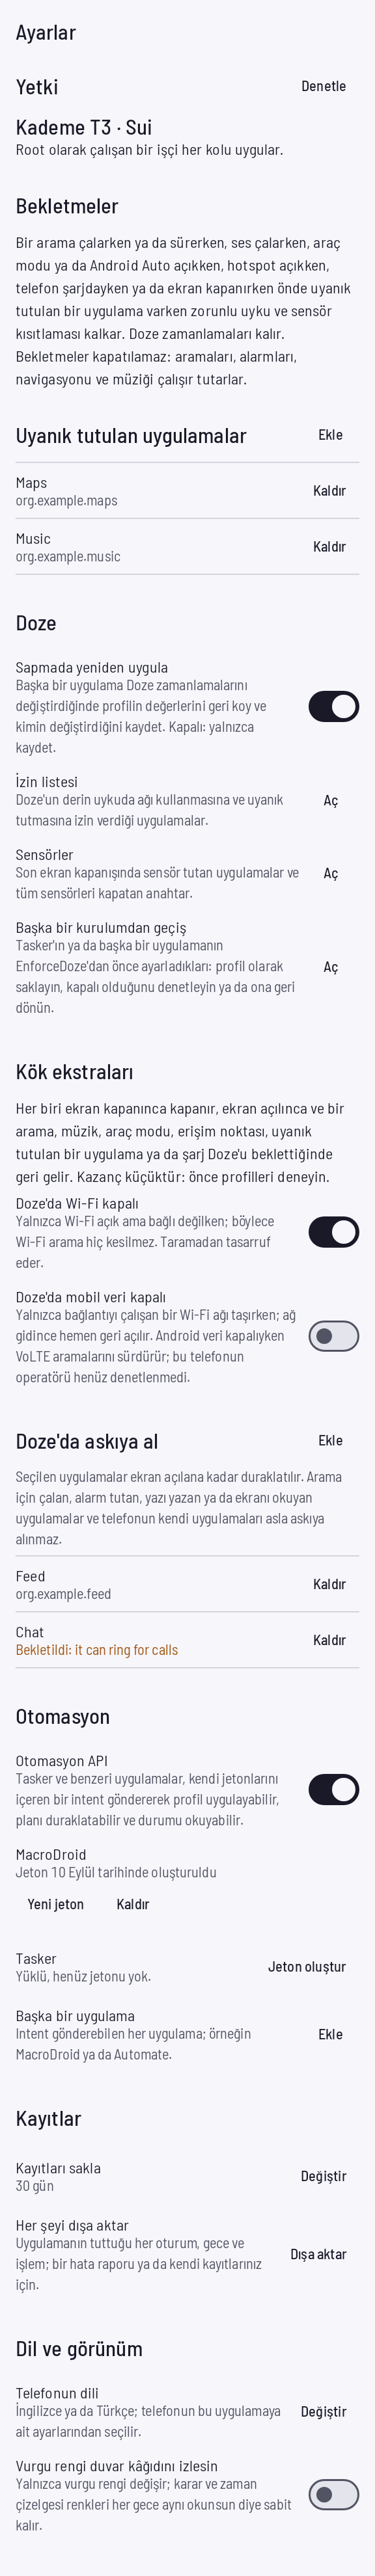 Ayarlar
Yetki
Denetle
Kademe T3 · Sui
Root olarak çalışan bir işçi her kolu uygular.
Bekletmeler
Bir arama çalarken ya da sürerken, ses çalarken, araç
modu ya da Android Auto açıkken, hotspot açıkken,
telefon şarjdayken ya da ekran kapanırken önde uyanık
tutulan bir uygulama varken zorunlu uyku ve sensör
kısıtlaması kalkar. Doze zamanlamaları kalır.
Bekletmeler kapatılamaz: aramaları, alarmları,
navigasyonu ve müziği çalışır tutarlar.
Uyanık tutulan uygulamalar
Ekle
Maps
org.example.maps
Kaldır
Music
org.example.music
Kaldır
Doze
Sapmada yeniden uygula
Başka bir uygulama Doze zamanlamalarını
değiştirdiğinde profilin değerlerini geri koy ve
kimin değiştirdiğini kaydet. Kapalı: yalnızca
kaydet.
İzin listesi
Doze'un derin uykuda ağı kullanmasına ve uyanık
tutmasına izin verdiği uygulamalar.
Aç
Sensörler
Son ekran kapanışında sensör tutan uygulamalar ve
tüm sensörleri kapatan anahtar.
Aç
Başka bir kurulumdan geçiş
Tasker'ın ya da başka bir uygulamanın
EnforceDoze'dan önce ayarladıkları: profil olarak
saklayın, kapalı olduğunu denetleyin ya da ona geri
dönün.
Aç
Kök ekstraları
Her biri ekran kapanınca kapanır, ekran açılınca ve bir
arama, müzik, araç modu, erişim noktası, uyanık
tutulan bir uygulama ya da şarj Doze'u beklettiğinde
geri gelir. Kazanç küçüktür: önce profilleri deneyin.
Doze'da Wi-Fi kapalı
Yalnızca Wi-Fi açık ama bağlı değilken; böylece
Wi-Fi arama hiç kesilmez. Taramadan tasarruf
eder.
Doze'da mobil veri kapalı
Yalnızca bağlantıyı çalışan bir Wi-Fi ağı taşırken; ağ
gidince hemen geri açılır. Android veri kapalıyken
VoLTE aramalarını sürdürür; bu telefonun
operatörü henüz denetlenmedi.
Doze'da askıya al
Ekle
Seçilen uygulamalar ekran açılana kadar duraklatılır. Arama
için çalan, alarm tutan, yazı yazan ya da ekranı okuyan
uygulamalar ve telefonun kendi uygulamaları asla askıya
alınmaz.
Feed
org.example.feed
Kaldır
Chat
Bekletildi: it can ring for calls
Kaldır
Otomasyon
Otomasyon API
Tasker ve benzeri uygulamalar, kendi jetonlarını
içeren bir intent göndererek profil uygulayabilir,
planı duraklatabilir ve durumu okuyabilir.
MacroDroid
Jeton 10 Eylül tarihinde oluşturuldu
Yeni jeton
Kaldır
Tasker
Yüklü, henüz jetonu yok.
Jeton oluştur
Başka bir uygulama
Intent gönderebilen her uygulama; örneğin
MacroDroid ya da Automate.
Ekle
Kayıtlar
Kayıtları sakla
30 gün
Değiştir
Her şeyi dışa aktar
Uygulamanın tuttuğu her oturum, gece ve
işlem; bir hata raporu ya da kendi kayıtlarınız
için.
Dışa aktar
Dil ve görünüm
Telefonun dili
İngilizce ya da Türkçe; telefonun bu uygulamaya
ait ayarlarından seçilir.
Değiştir
Vurgu rengi duvar kâğıdını izlesin
Yalnızca vurgu rengi değişir; karar ve zaman
çizelgesi renkleri her gece aynı okunsun diye sabit
kalır.